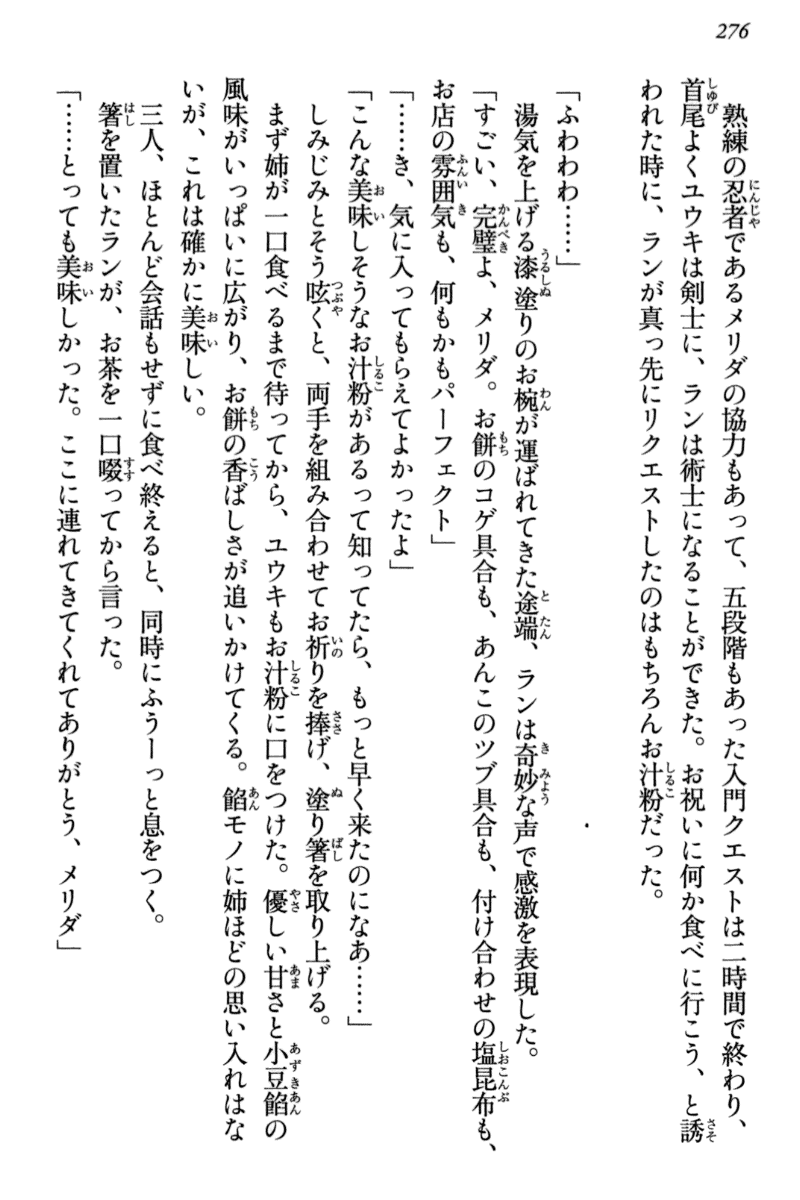 276
熟練の忍者であるメリダの協力もあって、五段階もあった入門クエストは二時間で終わり、
首尾よくユウキは剣士に、ランは術士になることができた。お祝いに何か食べに行こう、と誘
われた時に、ランが真っ先にリクエストしたのはもちろんお汁粉だった。
「ふわわわ……」
湯気を上げる漆塗りのお椀が運ばれてきた途端、ランは奇妙な声で感激を表現した。
「すごい、完璧よ、メリダ。お餅のコゲ具合も、あんこのツブ具合も、付け合わせの塩昆布も、
お店の雰囲気も、何もかもパーフェクト」
「……き、気に入ってもらえてよかったよ」
「こんな美味しそうなお汁粉があるって知ってたら、もっと早く来たのになあ……」
しみじみとそう呟くと、両手を組み合わせてお祈りを捧げ、塗り箸を取り上げる。
まず姉が一口食べるまで待ってから、ユウキもお汁粉に口をつけた。優しい甘さと小豆餡の
風味がいっぱいに広がり、お餅の香ばしさが追いかけてくる。餡モノに姉ほどの思い入れはな
いが、これは確かに美味しい。
三人、ほとんど会話もせずに食べ終えると、同時にふうーっと息をつく。
箸を置いたランが、お茶を一口啜ってから言った。
「……とっても美味しかった。ここに連れてきてくれてありがとう、メリダ」